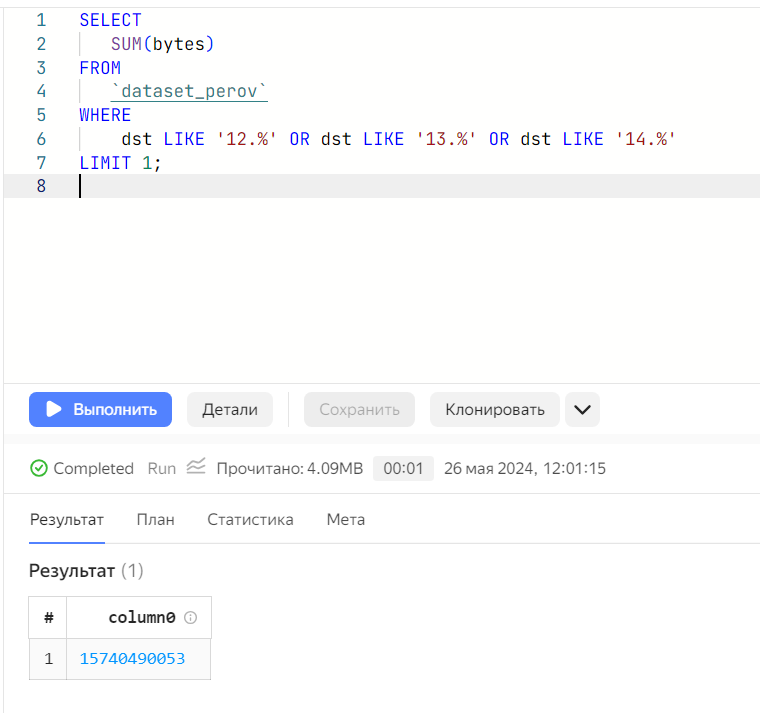 1 SELECT
2 SUM(bytes)
3 FROM
4 `dataset_perov`
5 WHERE
6 dst LIKE '12.%' OR dst LIKE '13.%' OR dst LIKE '14.%'
7 LIMIT 1;
8
Выполнить Детали Сохранить Клонировать
Completed Run Прочитано: 4.09MB 00:01 26 мая 2024, 12:01:15
Результат План Статистика Мета
Результат (1)
# column0
1 15740490053